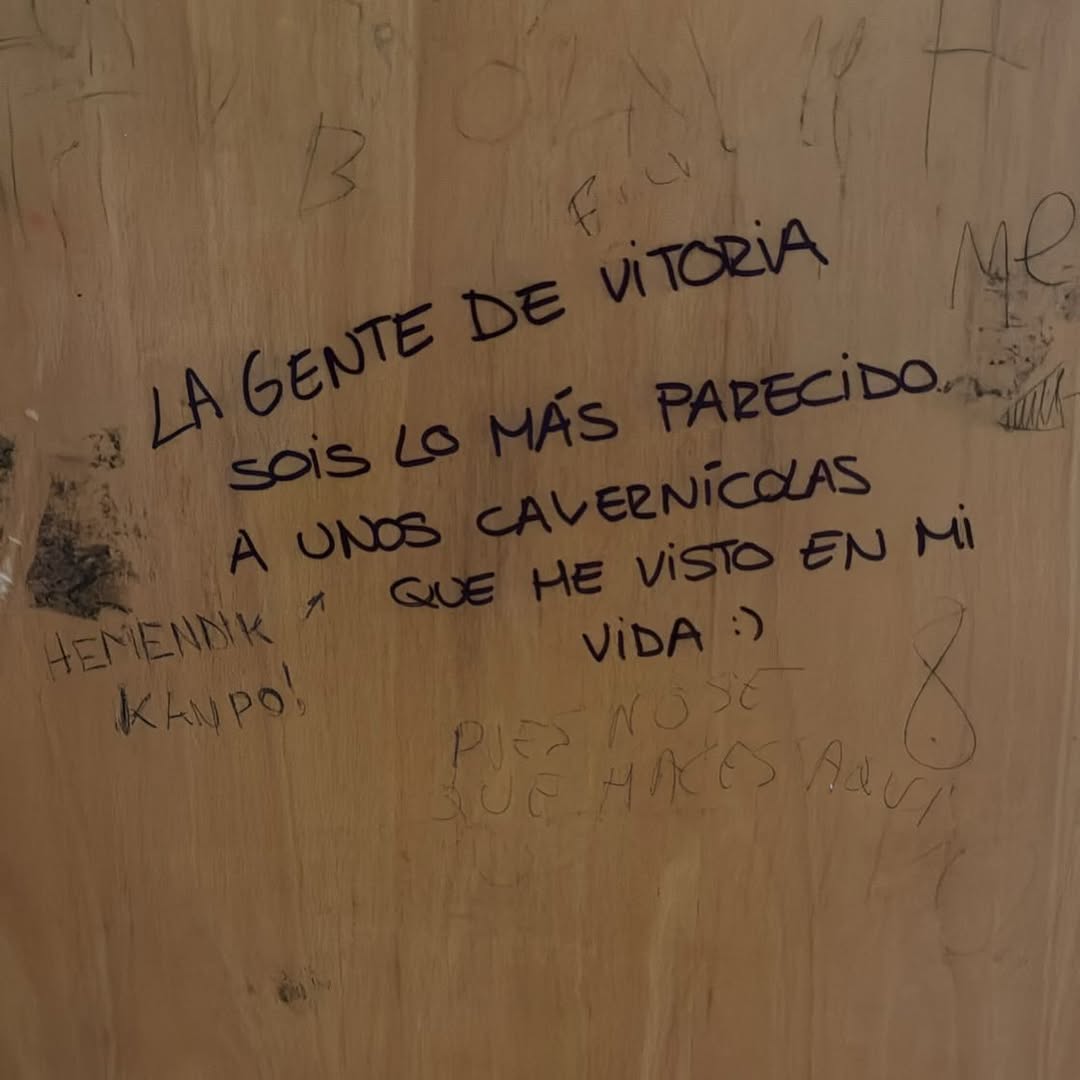 B
Me
LA GENTE DE VITORIA
SOIS LO MÁS PARECIDO
A UNOS CAVERNÍCOLAS
QUE HE VISTO EN MI
VIDA :)
HEMENDIK
KANPO!
PUES NO SE
QUE HACES AQUI